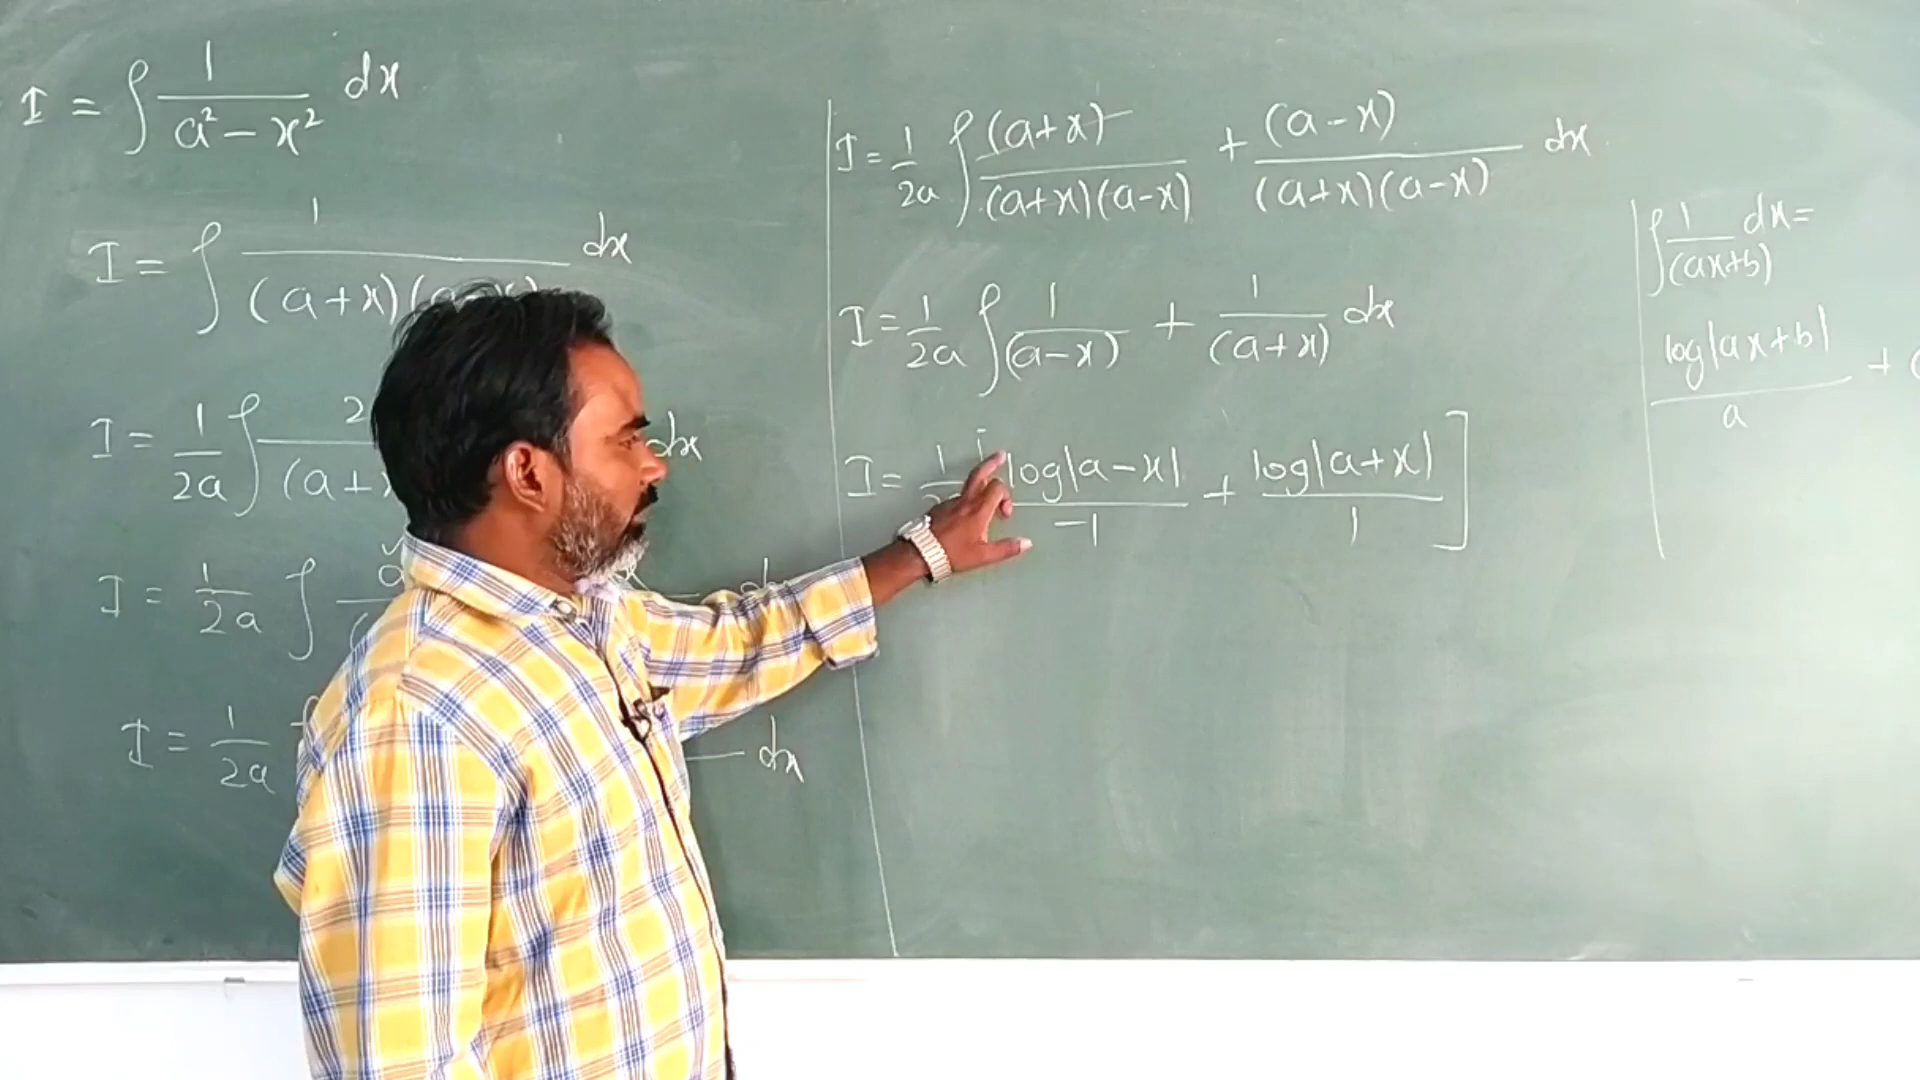 I = ∫ 1/(a² − x²) dx
I = ∫ 1/((a+x)(a−x)) dx
I = 1/2a ∫ 2 /(a+x dx
I = 1/2a ∫ a x/( dx
I = 1/2a dx
I = 1/2a ∫ (a+x)/((a+x)(a−x)) + (a−x)/((a+x)(a−x)) dx
I = 1/2a ∫ 1/(a−x) + 1/(a+x) dx
I = 1/2 [ log|a−x|/−1 + log|a+x|/1 ]
∫ 1/(ax+b) dx =
log|ax+b|/a +